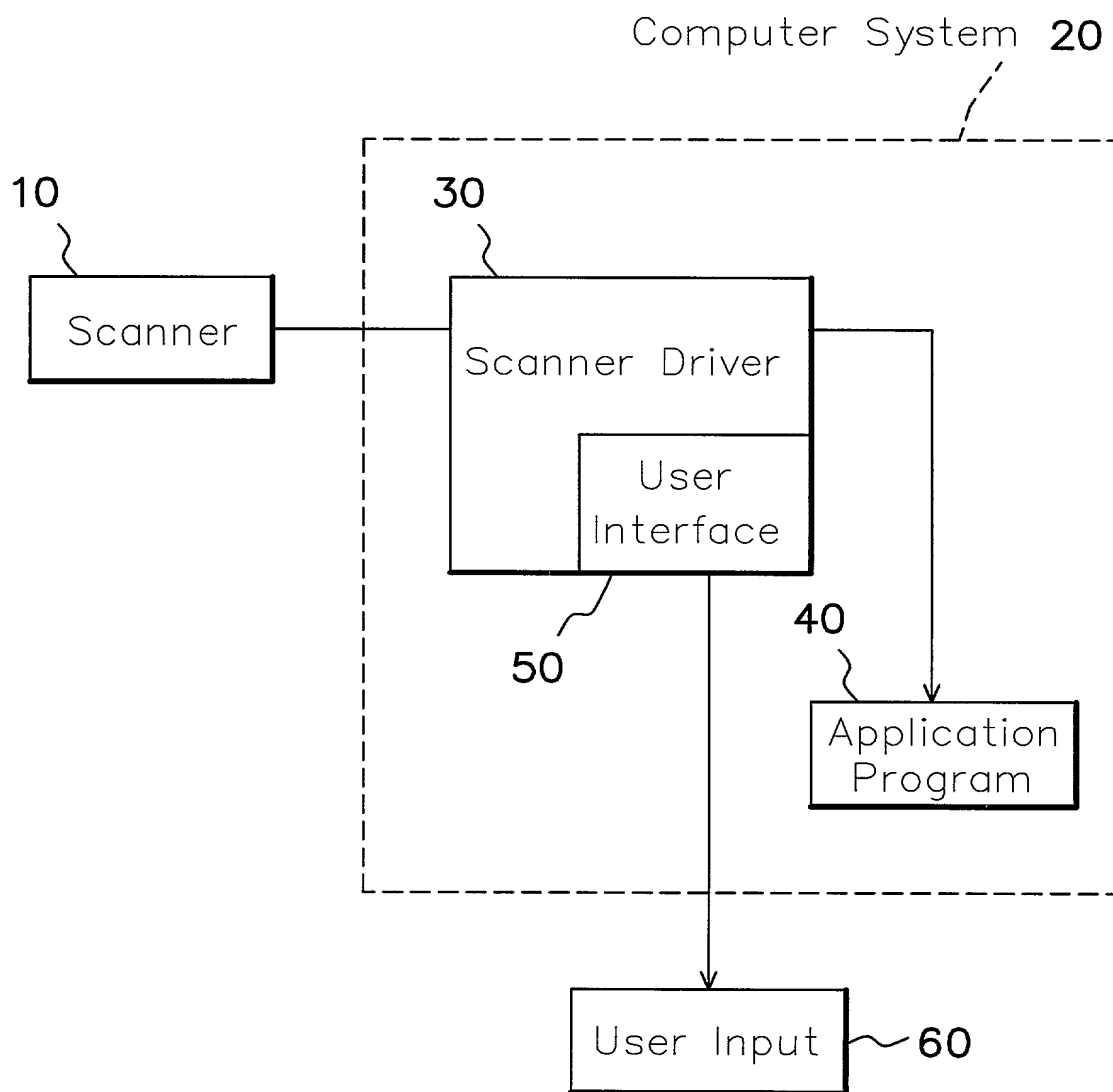 Computer System 20
10
30
Scanner
Scanner Driver
User
Interface
50
40
Application
Program
User Input
60